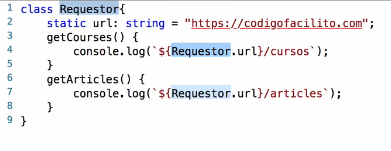 1 class Requestor{
2     static url: string = "https://codigofacilito.com";
3     getCourses() {
4         console.log(`${Requestor.url}/cursos`);
5     }
6     getArticles() {
7         console.log(`${Requestor.url}/articles`);
8     }
9 }